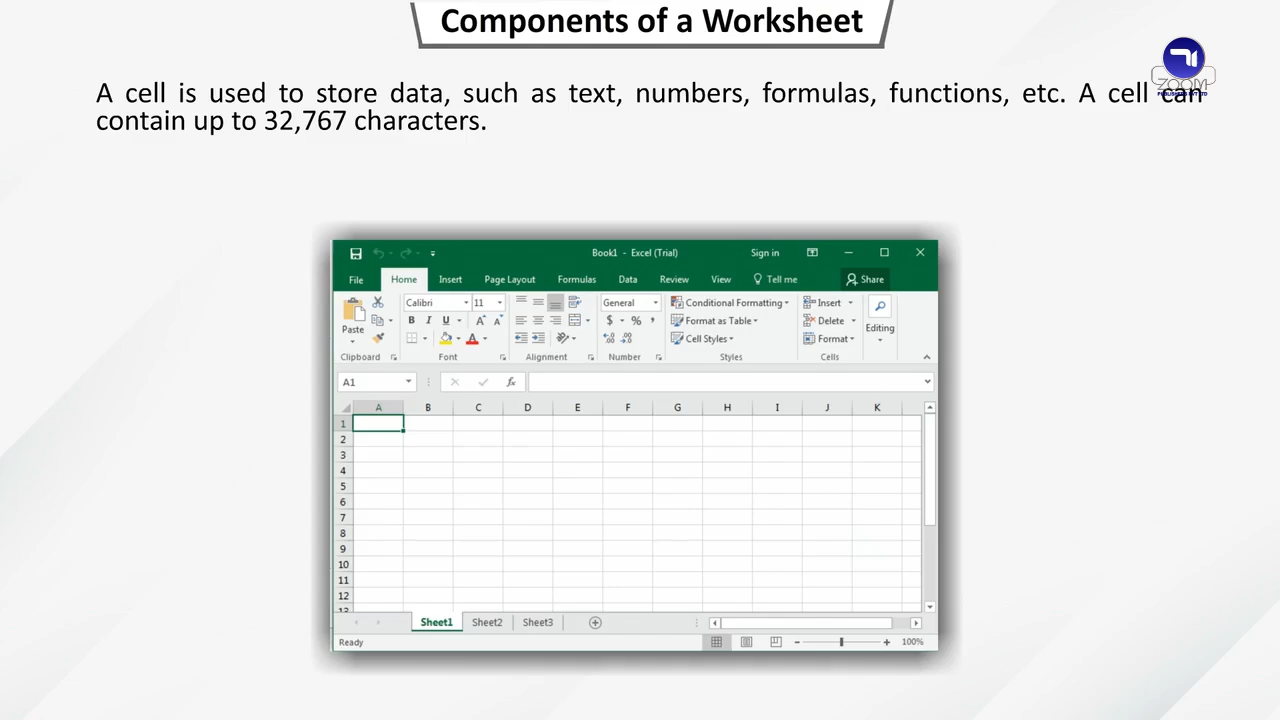 Components of a Worksheet
ZOOM
A cell is used to store data, such as text, numbers, formulas, functions, etc. A cell can
contain up to 32,767 characters.
Book1 - Excel (Trial)
Sign in
File Home Insert Page Layout Formulas Data Review View Tell me Share
Calibri 11 General Conditional Formatting Insert
Paste B I U A A $ % , Format as Table Delete Editing
A Cell Styles Format
Clipboard Font Alignment Number Styles Cells
A1 fx
A B C D E F G H I J K
1
2
3
4
5
6
7
8
9
10
11
12
13
Sheet1 Sheet2 Sheet3
Ready 100%